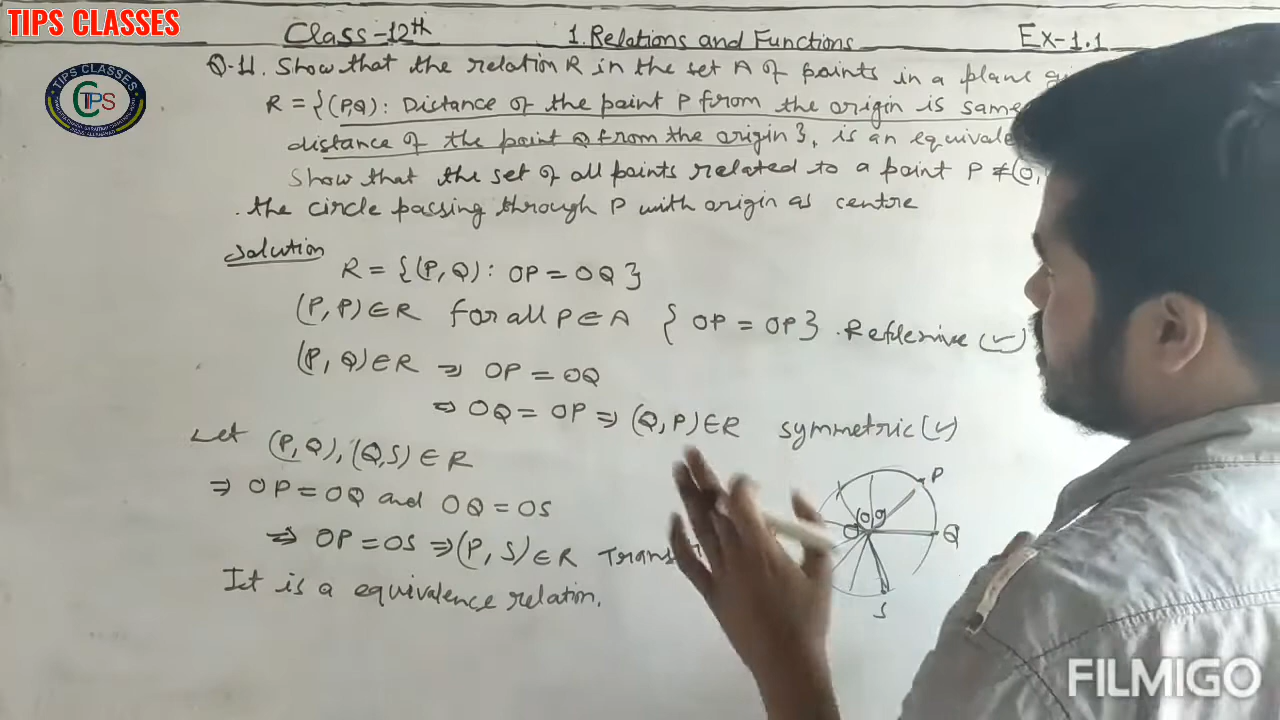 TIPS CLASSES
Class-12th 1. Relations and Functions Ex-1.1
TIPS CLASSES
TIPS
Q-11. Show that the relation R in the set A of points in a plane
R = {(P,Q): Distance of the point P from the origin is same
distance of the point Q from the origin}, is an
Show that the set of all points related to a point P ≠ (0,
the circle passing through P with origin as centre
Solution
R = {(P, Q): OP = OQ}
(P, P) ∈ R for all P ∈ A { OP = OP} . Reflexive (✓)
(P, Q) ∈ R ⇒ OP = OQ
⇒ OQ = OP ⇒ (Q, P) ∈ R symmetric (✓)
Let (P, Q), (Q, S) ∈ R
⇒ OP = OQ and OQ = OS
⇒ OP = OS ⇒ (P, S) ∈ R
It is a equivalence relation.
P
Q
S
FILMIGO